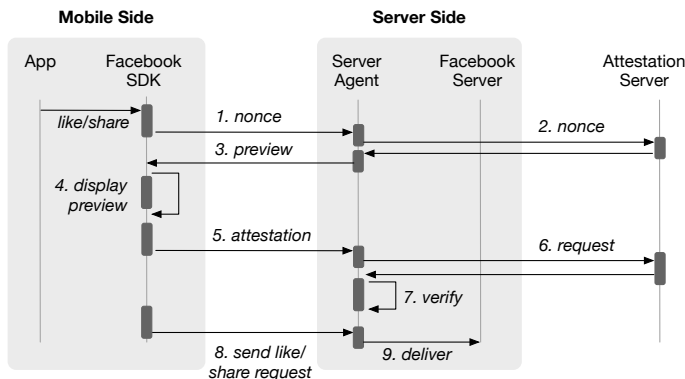 Mobile Side
Server Side
App
Facebook
SDK
Server
Agent
Facebook
Server
Attestation
Server
like/share
1. nonce
2. nonce
3. preview
4. display
preview
5. attestation
6. request
7. verify
8. send like/
share request
9. deliver